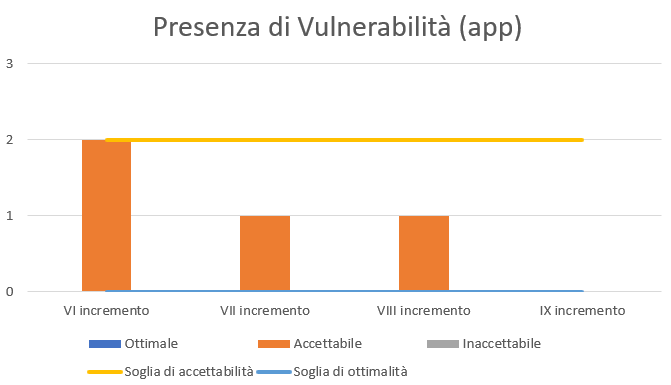 Presenza di Vulnerabilità (app)
3
2
1
0
VI incremento VII incremento VIII incremento IX incremento
Ottimale Accettabile Inaccettabile
Soglia di accettabilità Soglia di ottimalità